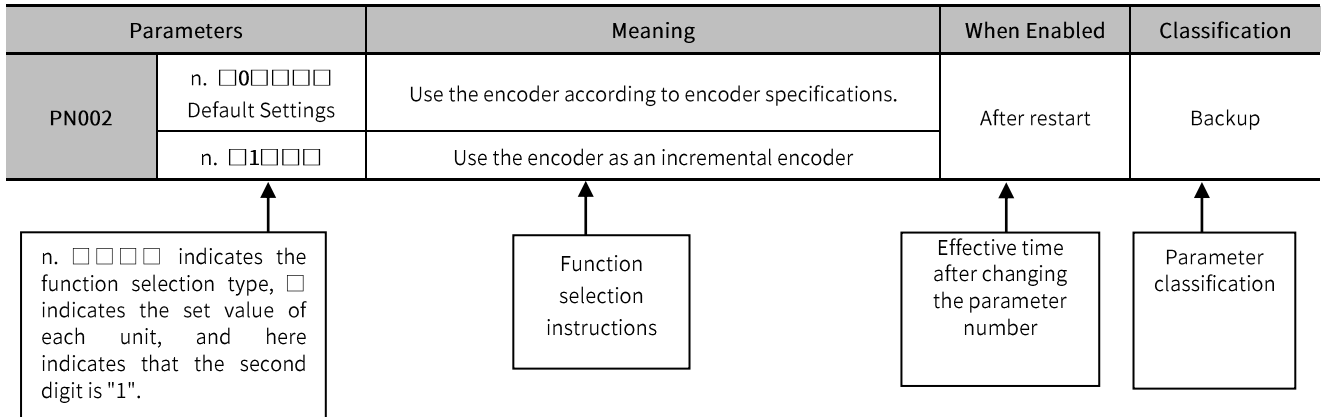 Parameters Meaning When Enabled Classification
PN002
n. □0□□□□
Default Settings
Use the encoder according to encoder specifications.
After restart
Backup
n. □1□□□
Use the encoder as an incremental encoder
n. □□□□ indicates the
function selection type, □
indicates the set value of
each unit, and here
indicates that the second
digit is "1".
Function
selection
instructions
Effective time
after changing
the parameter
number
Parameter
classification